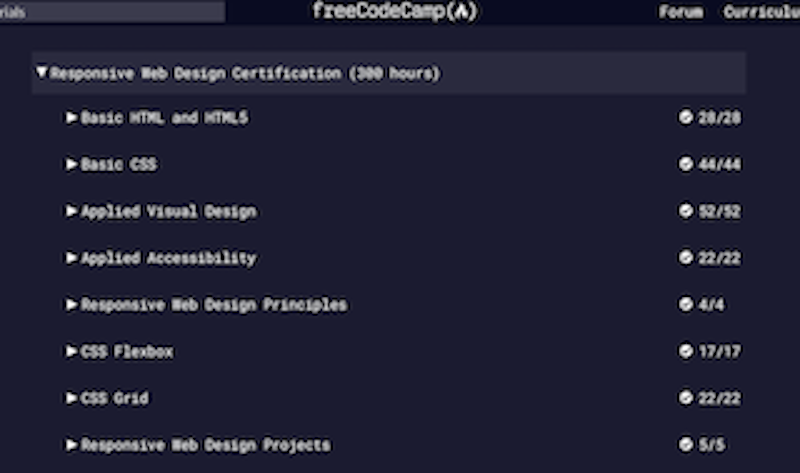 rials
freeCodeCamp(🔥)
Forum Curriculu
▼Responsive Web Design Certification (300 hours)
▶Basic HTML and HTML5 28/28
▶Basic CSS 44/44
▶Applied Visual Design 52/52
▶Applied Accessibility 22/22
▶Responsive Web Design Principles 4/4
▶CSS Flexbox 17/17
▶CSS Grid 22/22
▶Responsive Web Design Projects 5/5